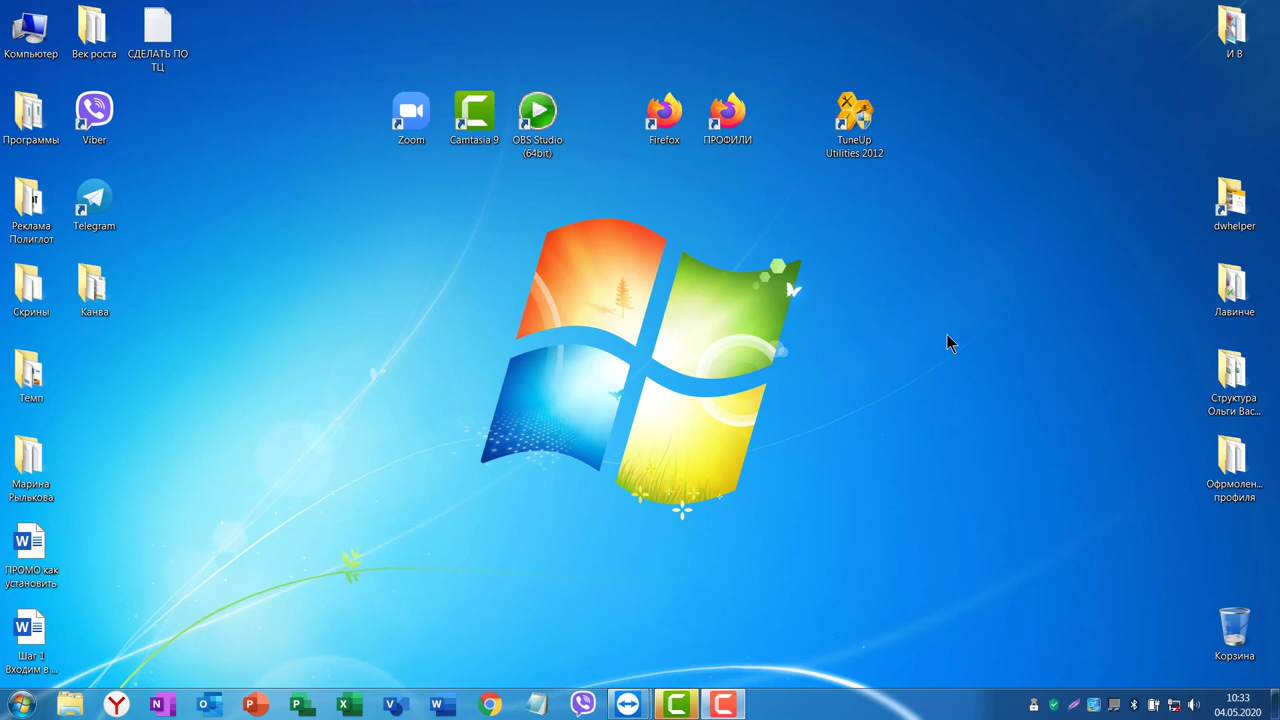 Компьютер
Век роста
СДЕЛАТЬ ПО
ТЦ
И В
Программы
Viber
Zoom
Camtasia 9
OBS Studio
(64bit)
Firefox
ПРОФИЛИ
TuneUp
Utilities 2012
Реклама
Полиглот
Telegram
dwhelper
Скрины
Канва
Лавинче
Темп
Структура
Ольги Вас...
Марина
Рылькова
Офрмолен...
профиля
ПРОМО как
установить
Шаг 1
Входим в ...
Корзина
10:33
04.05.2020